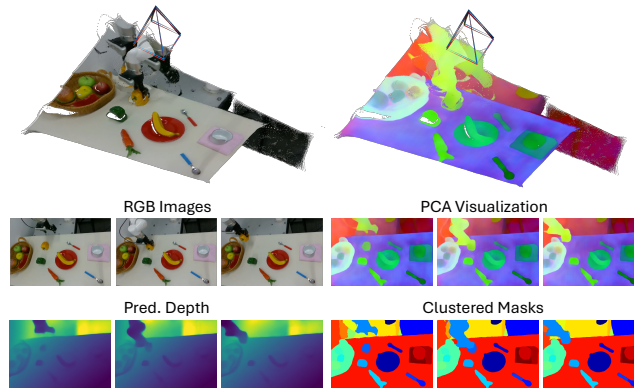 RGB Images
PCA Visualization
Pred. Depth
Clustered Masks